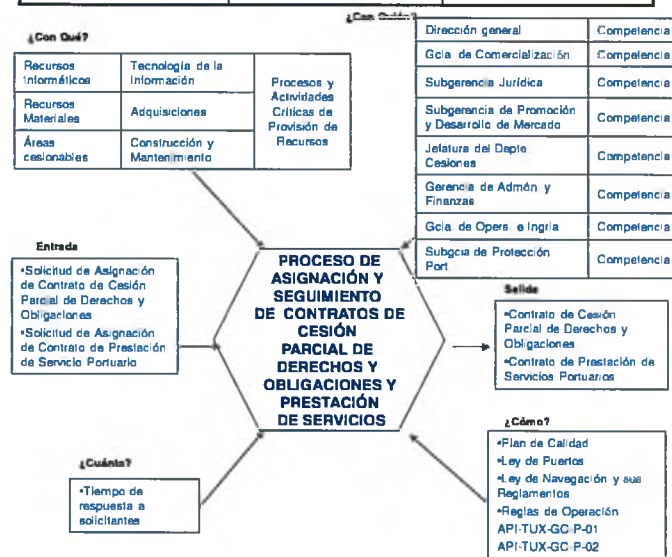 ¿Con Qué?
Recursos Informáticos
Tecnología de la Información
Procesos y Actividades Críticas de Provisión de Recursos
Recursos Materiales
Adquisiciones
Áreas cesionables
Construcción y Mantenimiento
¿Con Quién?
Dirección general
Competencia
Gcia de Comercialización
Competencia
Subgerencia Jurídica
Competencia
Subgerencia de Promoción
y Desarrollo de Mercado
Competencia
Jefatura del Depto
Cesiones
Competencia
Gerencia de Admón y
Finanzas
Competencia
Gcia de Opers e Ingria
Competencia
Subgcia de Protección
Port
Competencia
Entrada
•Solicitud de Asignación
de Contrato de Cesión
Parcial de Derechos y
Obligaciones
•Solicitud de Asignación
de Contrato de Prestación
de Servicio Portuario
PROCESO DE
ASIGNACIÓN Y
SEGUIMIENTO
DE CONTRATOS DE
CESIÓN
PARCIAL DE
DERECHOS Y
OBLIGACIONES Y
PRESTACIÓN
DE SERVICIOS
Salida
•Contrato de Cesión
Parcial de Derechos y
Obligaciones
•Contrato de Prestación de
Servicios Portuarios
¿Cuánto?
•Tiempo de
respuesta a
solicitantes
¿Cómo?
•Plan de Calidad
•Ley de Puertos
•Ley de Navegación y sus
Reglamentos
•Reglas de Operación
API-TUX-GC-P-01
API-TUX-GC-P-02